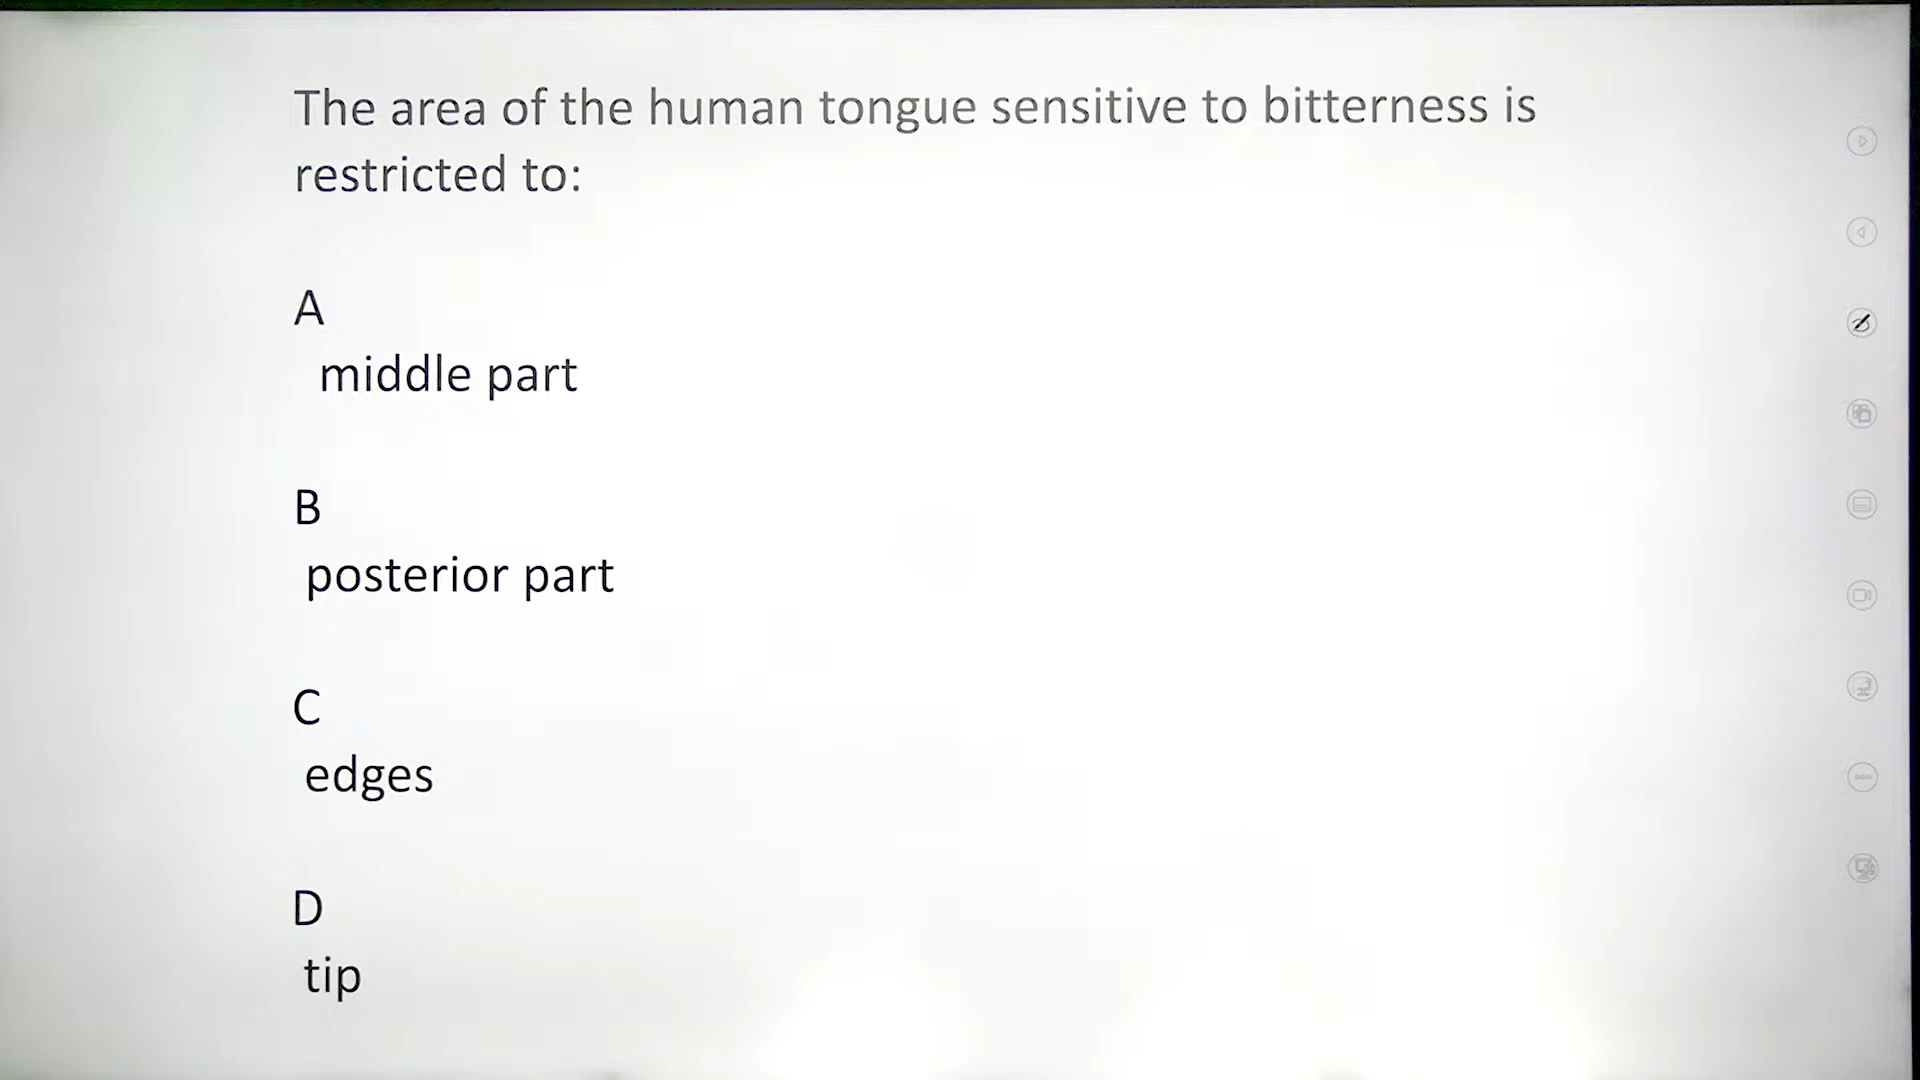 The area of the human tongue sensitive to bitterness is
restricted to:
A
middle part
B
posterior part
C
edges
D
tip